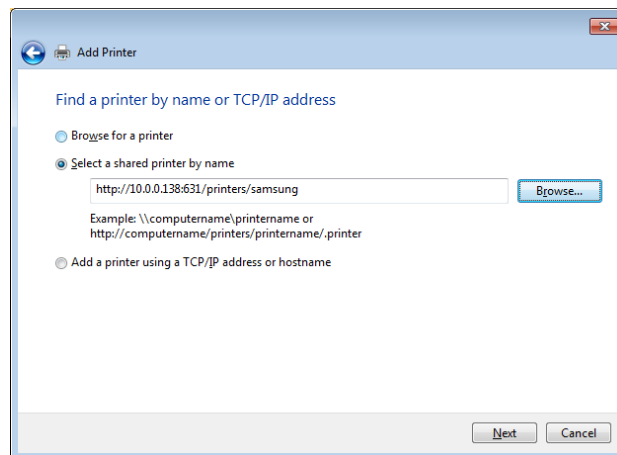 Add Printer
Find a printer by name or TCP/IP address
Browse for a printer
Select a shared printer by name
http://10.0.0.138:631/printers/samsung
Browse...
Example: \\computername\printername or
http://computername/printers/printername/.printer
Add a printer using a TCP/IP address or hostname
Next
Cancel